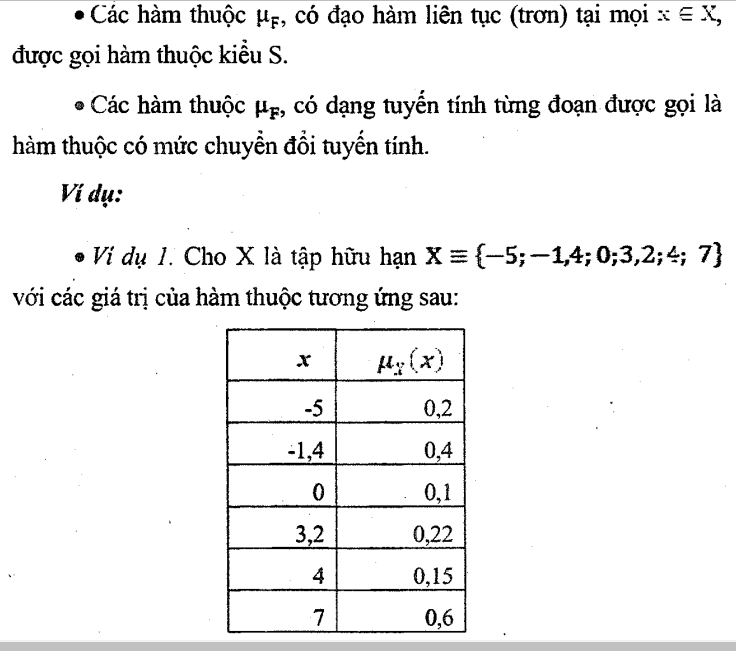 • Các hàm thuộc μF, có đạo hàm liên tục (trơn) tại mọi x ∈ X,
được gọi hàm thuộc kiểu S.
• Các hàm thuộc μF, có dạng tuyến tính từng đoạn được gọi là
hàm thuộc có mức chuyển đổi tuyến tính.
Ví dụ:
• Ví dụ 1. Cho X là tập hữu hạn X ≡ {−5; −1,4; 0;3,2;4; 7}
với các giá trị của hàm thuộc tương ứng sau:
x μX(x)
-5 0,2
-1,4 0,4
0 0,1
3,2 0,22
4 0,15
7 0,6